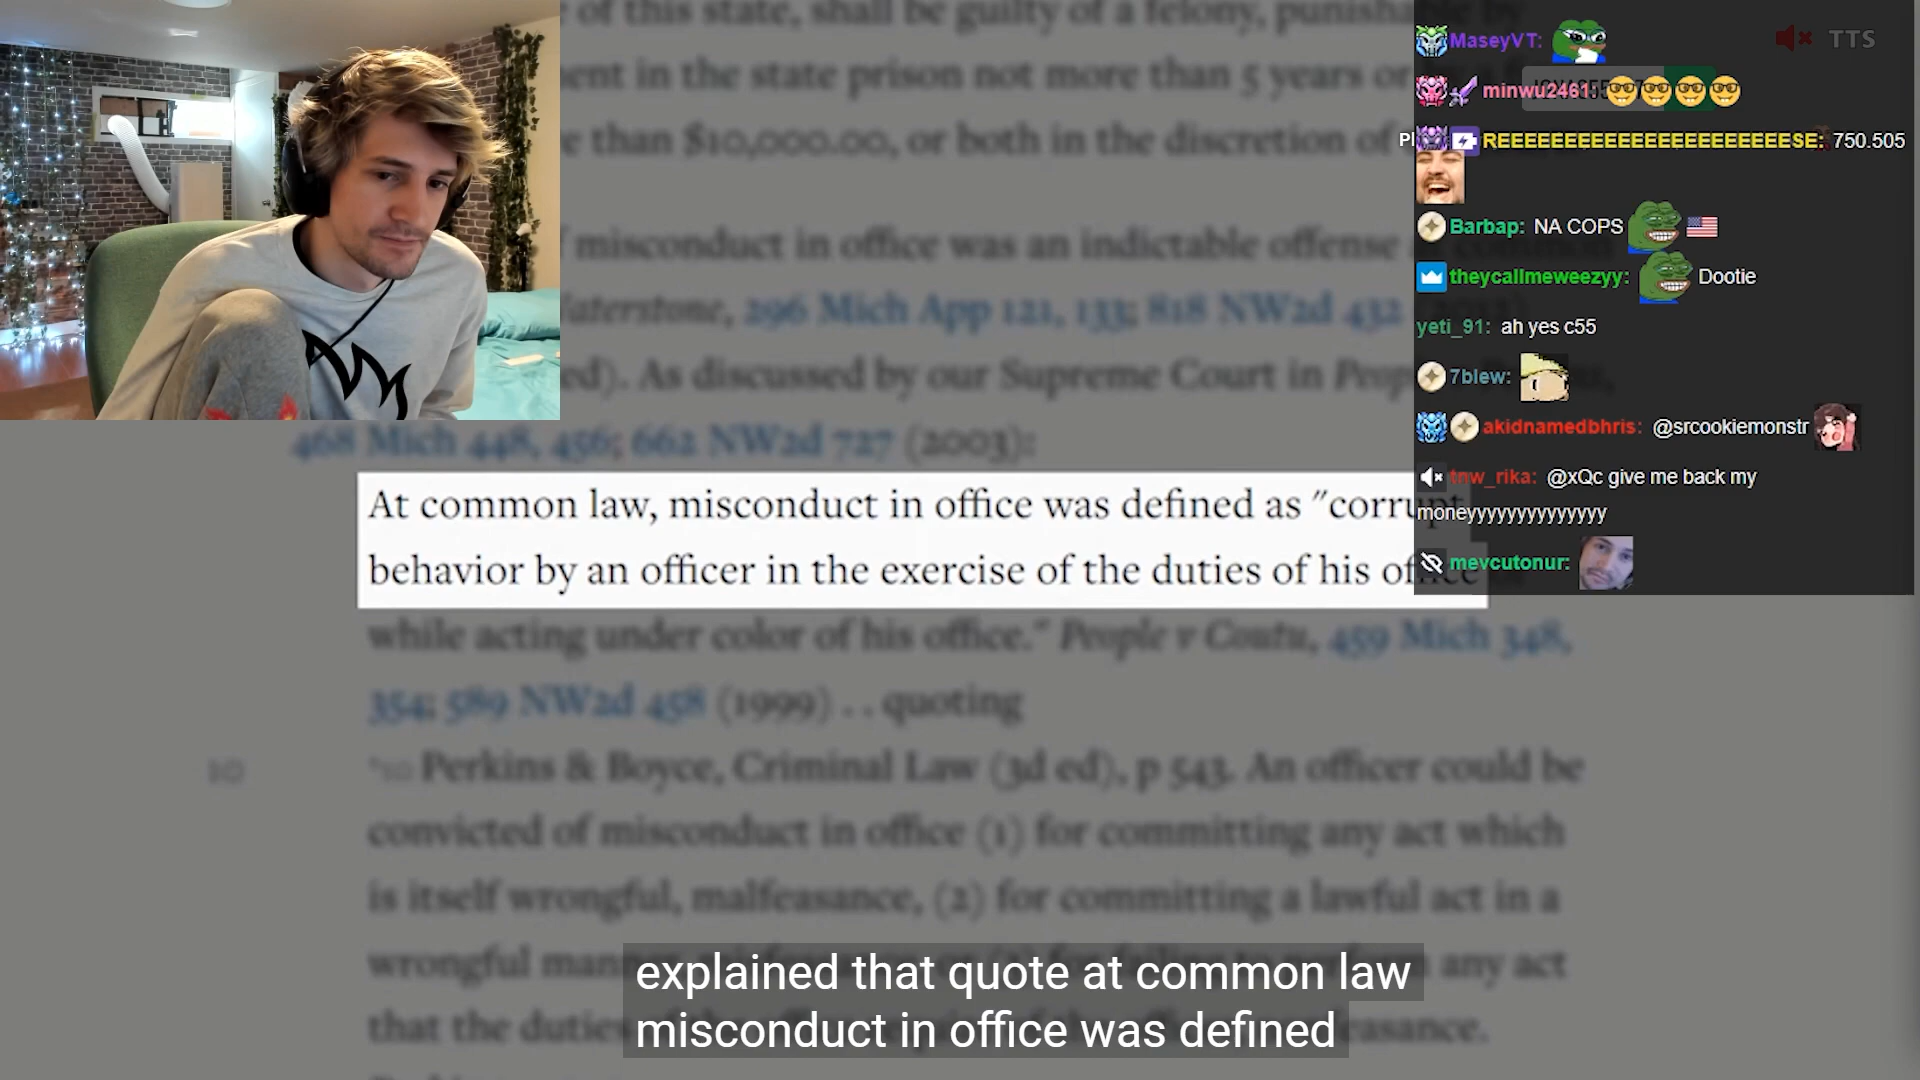 of this state, shall be guilty of a felony, punishable by
ent in the state prison not more than 5 years or
e than $10,000.00, or both in the discretion of
misconduct in office was an indictable offense
Waterstone, 296 Mich App 121, 133; 818 NW2d 432
ed). As discussed by our Supreme Court in
468 Mich 448, 456; 662 NW2d 727 (2003):
At common law, misconduct in office was defined as "corrupt
behavior by an officer in the exercise of the duties of his office
while acting under color of his office." People v Coutu, 459 Mich 348,
354; 589 NW2d 458 (1999) . . quoting
10 *10 Perkins & Boyce, Criminal Law (3d ed), p 543. An officer could be
convicted of misconduct in office (1) for committing any act which
is itself wrongful, malfeasance, (2) for committing a lawful act in a
wrongful any act
that the duties
explained that quote at common law
misconduct in office was defined
TTS
MaseyVT:
minwu2461:
REEEEEEEEEEEEEEEEEEEEEESE: 750.505
Barbap: NA COPS
theycallmeweezyy: Dootie
yeti_91: ah yes c55
7blew:
akidnamedbhris: @srcookiemonstr
tnw_rika: @xQc give me back my
moneyyyyyyyyyyyyyy
mevcutonur: